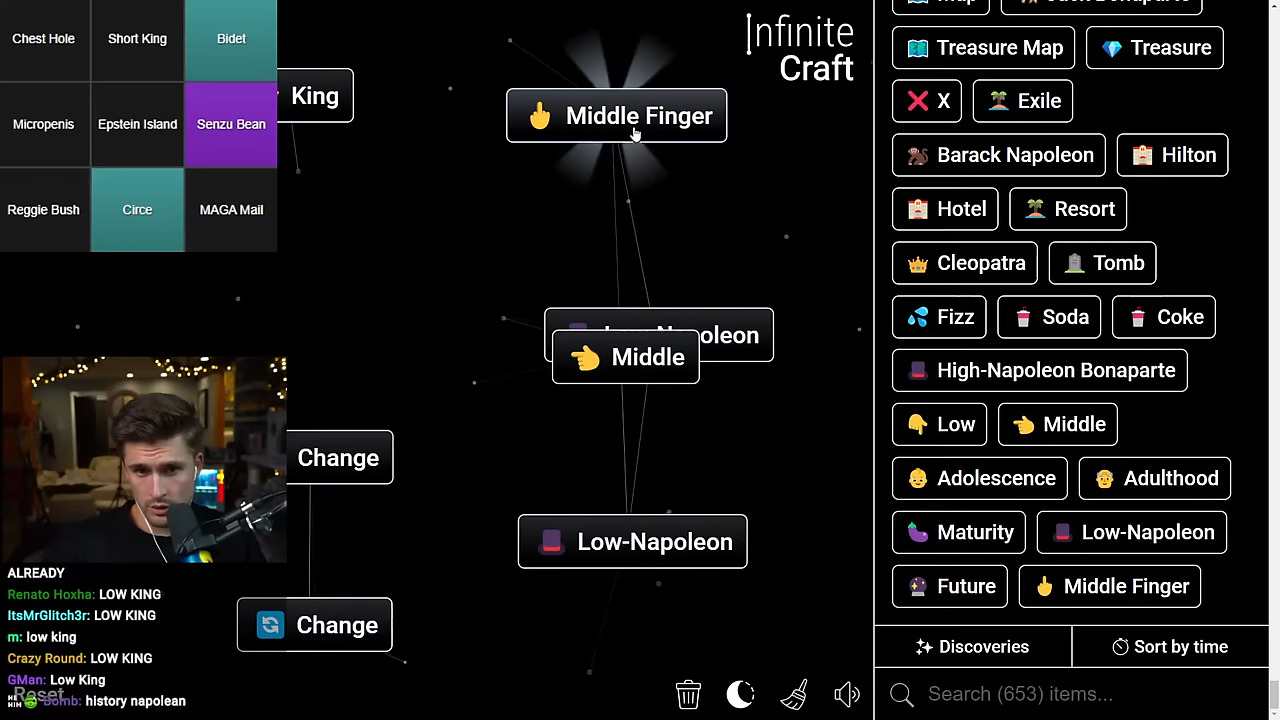 Chest Hole
Short King
Bidet
Micropenis
Epstein Island
Senzu Bean
Reggie Bush
Circe
MAGA Mail
King
Infinite
Craft
Middle Finger
Middle
Low-Napoleon
Change
Change
ALREADY
Renato Hoxha: LOW KING
ItsMrGlitch3r: LOW KING
m: low king
Crazy Round: LOW KING
GMan: Low King
Bomb: history napolean
Reset
Treasure Map
Treasure
X
Exile
Barack Napoleon
Hilton
Hotel
Resort
Cleopatra
Tomb
Fizz
Soda
Coke
High-Napoleon Bonaparte
Low
Middle
Adolescence
Adulthood
Maturity
Low-Napoleon
Future
Middle Finger
Discoveries
Sort by time
Search (653) items...